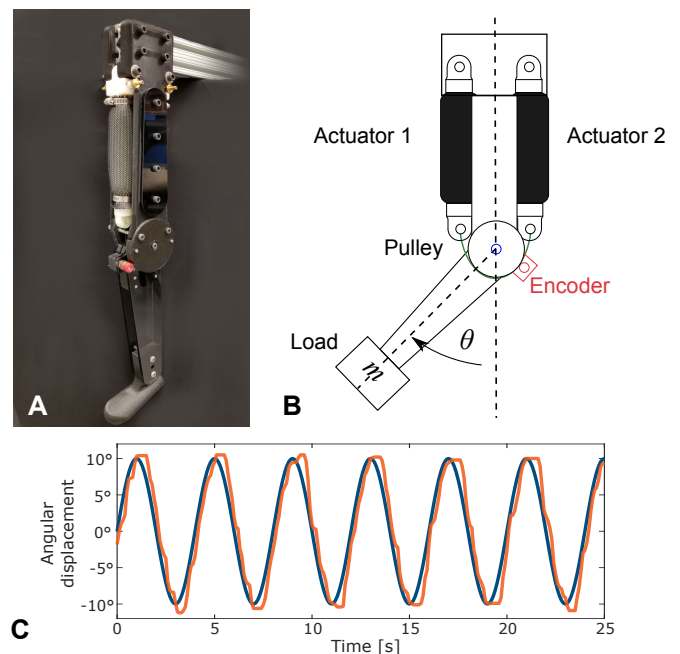 Actuator 1
Actuator 2
Pulley
Encoder
Load
θ
m
A
B
10°
5°
0°
-5°
-10°
Angular
displacement
0
5
10
15
20
25
Time [s]
C